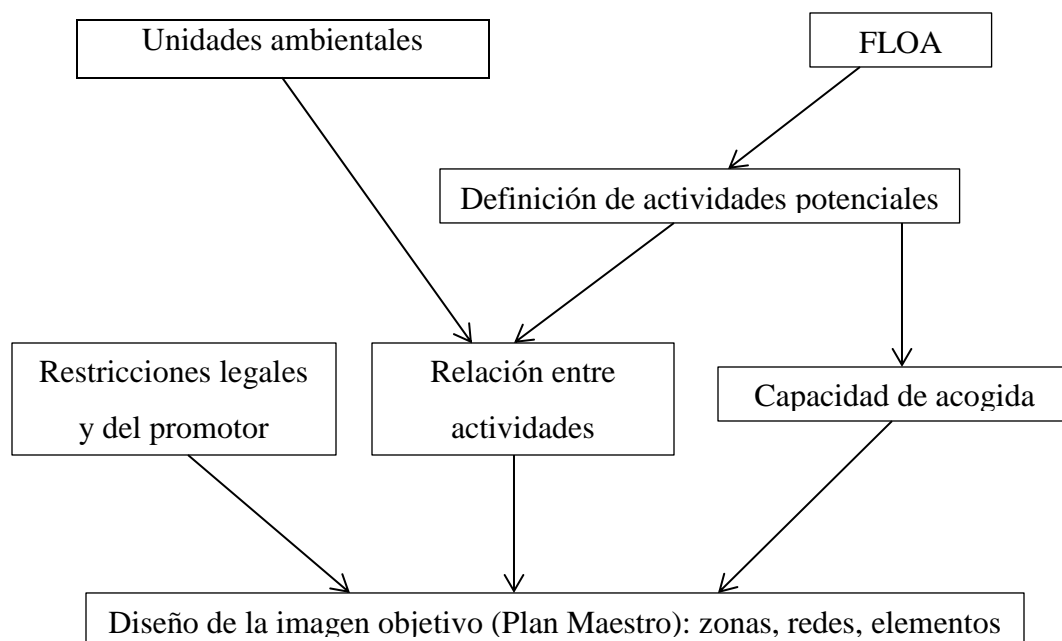 Unidades ambientales
FLOA
Definición de actividades potenciales
Restricciones legales
y del promotor
Relación entre
actividades
Capacidad de acogida
Diseño de la imagen objetivo (Plan Maestro): zonas, redes, elementos